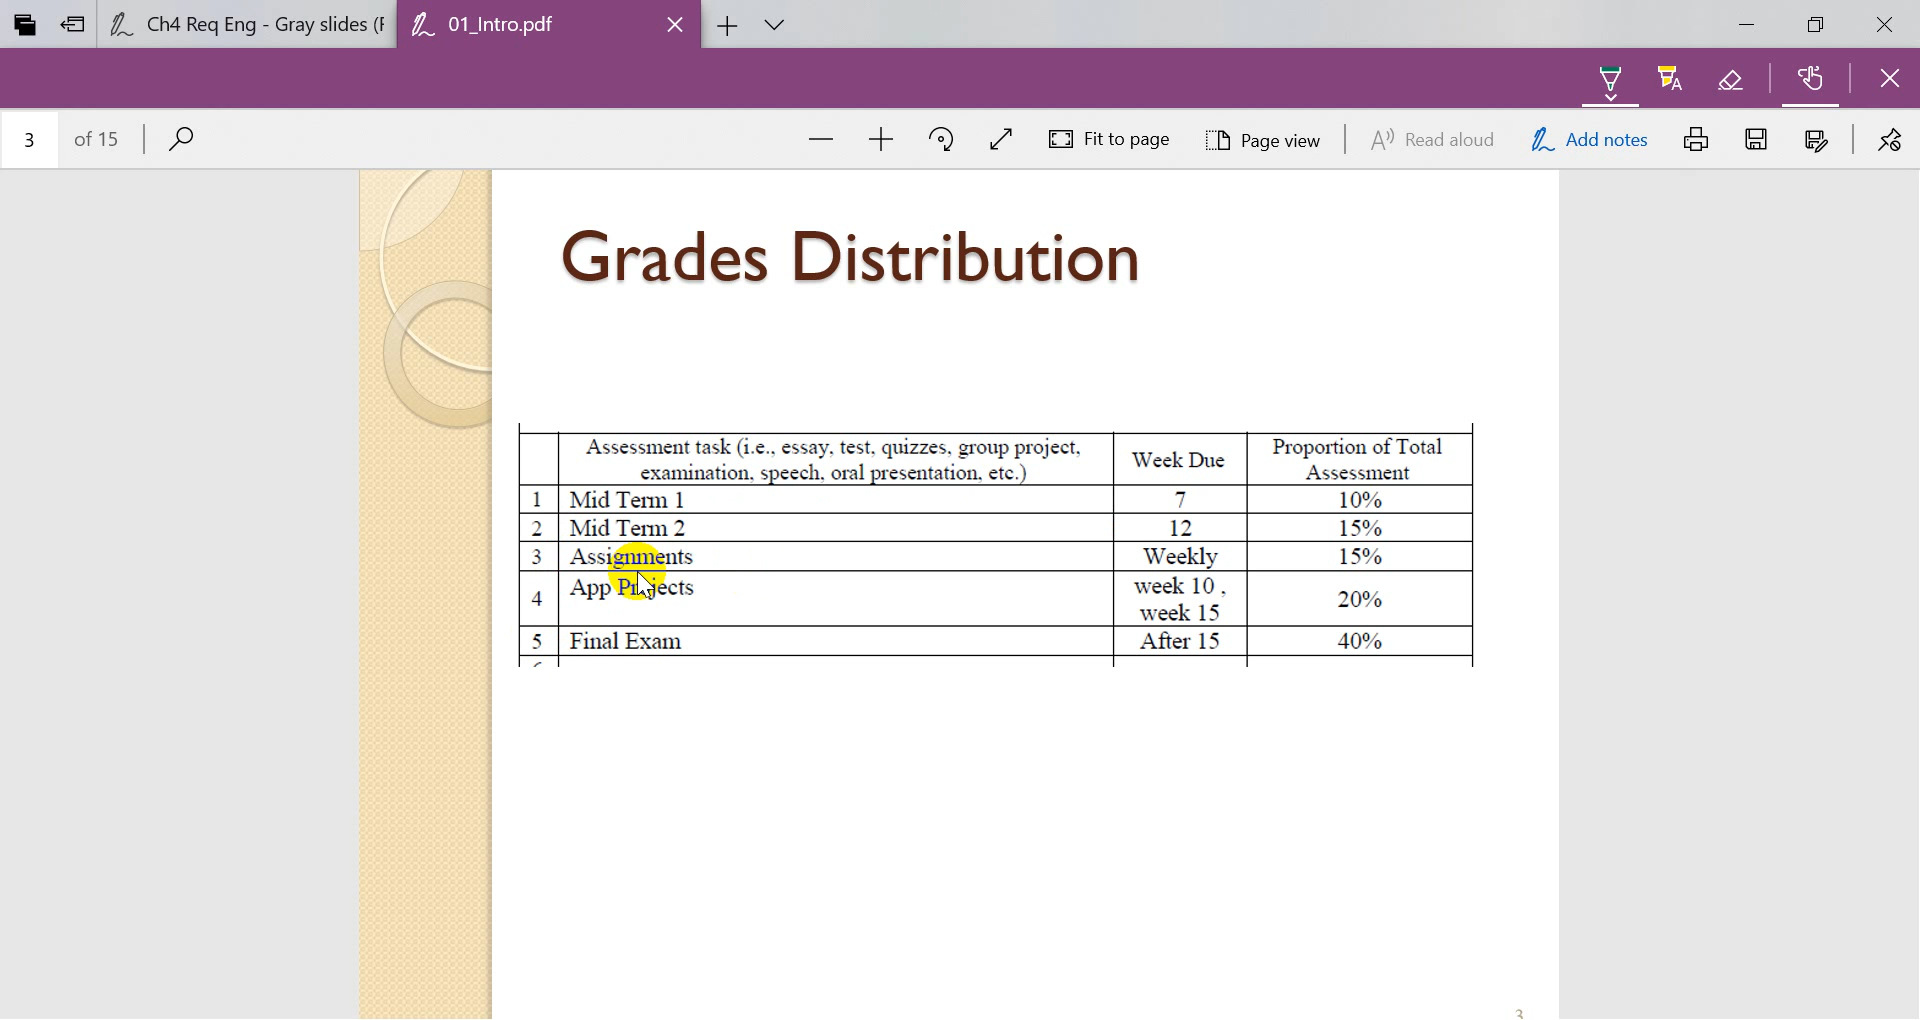 Ch4 Req Eng - Gray slides (F
01_Intro.pdf
3 of 15
Fit to page
Page view
Read aloud
Add notes
Grades Distribution
Assessment task (i.e., essay, test, quizzes, group project, examination, speech, oral presentation, etc.) Week Due Proportion of Total Assessment
1 Mid Term 1 7 10%
2 Mid Term 2 12 15%
3 Assignments Weekly 15%
4 App Projects week 10 , week 15 20%
5 Final Exam After 15 40%
3